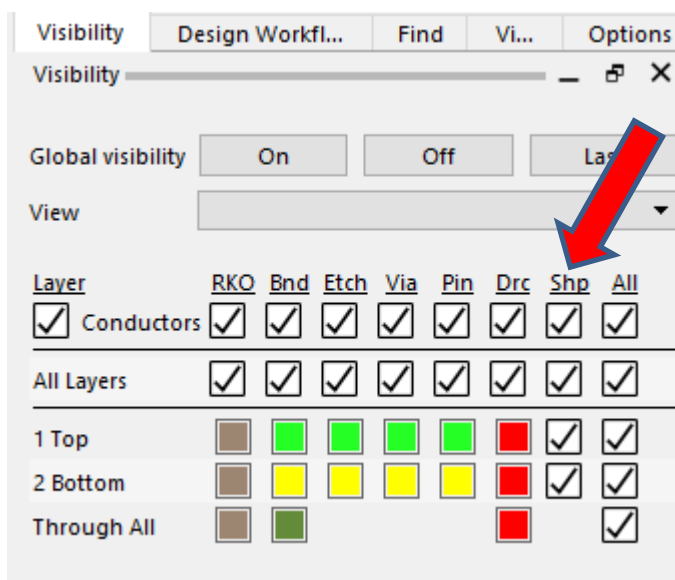 Visibility Design Workfl... Find Vi... Options
Visibility
Global visibility On Off
View
Layer RKO Bnd Etch Via Pin Drc Shp All
Conductors
All Layers
1 Top
2 Bottom
Through All